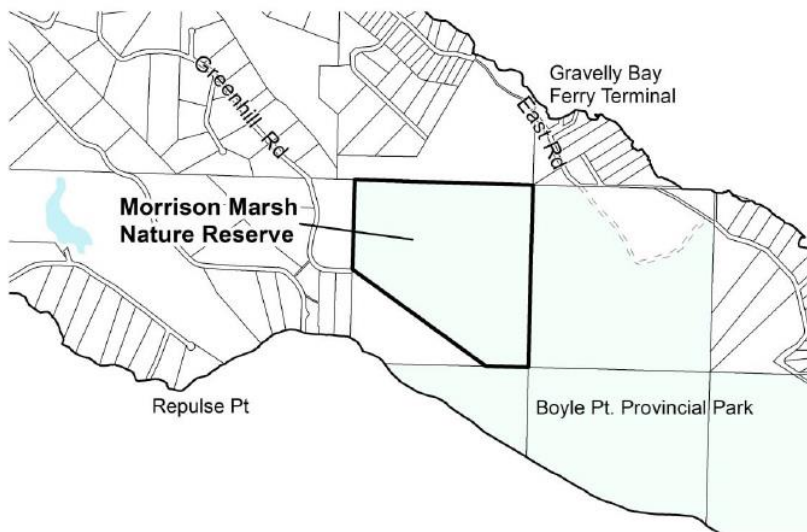 Greenhill Rd
Gravelly Bay
Ferry Terminal
East Rd
Morrison Marsh
Nature Reserve
Repulse Pt
Boyle Pt. Provincial Park